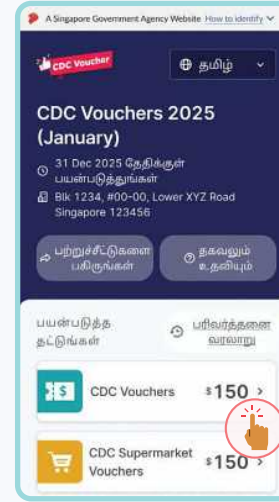 A Singapore Government Agency Website How to identify
CDC Voucher
தமிழ்
CDC Vouchers 2025
(January)
31 Dec 2025 தேதிக்குள்
பயன்படுத்துங்கள்
Blk 1234, #00-00, Lower XYZ Road
Singapore 123456
பற்றுச்சீட்டுகளை
பகிருங்கள்
தகவலும்
உதவியும்
பயன்படுத்த
தட்டுங்கள்
பரிவர்த்தனை
வரலாறு
$
CDC Vouchers $150
CDC Supermarket
Vouchers
$150